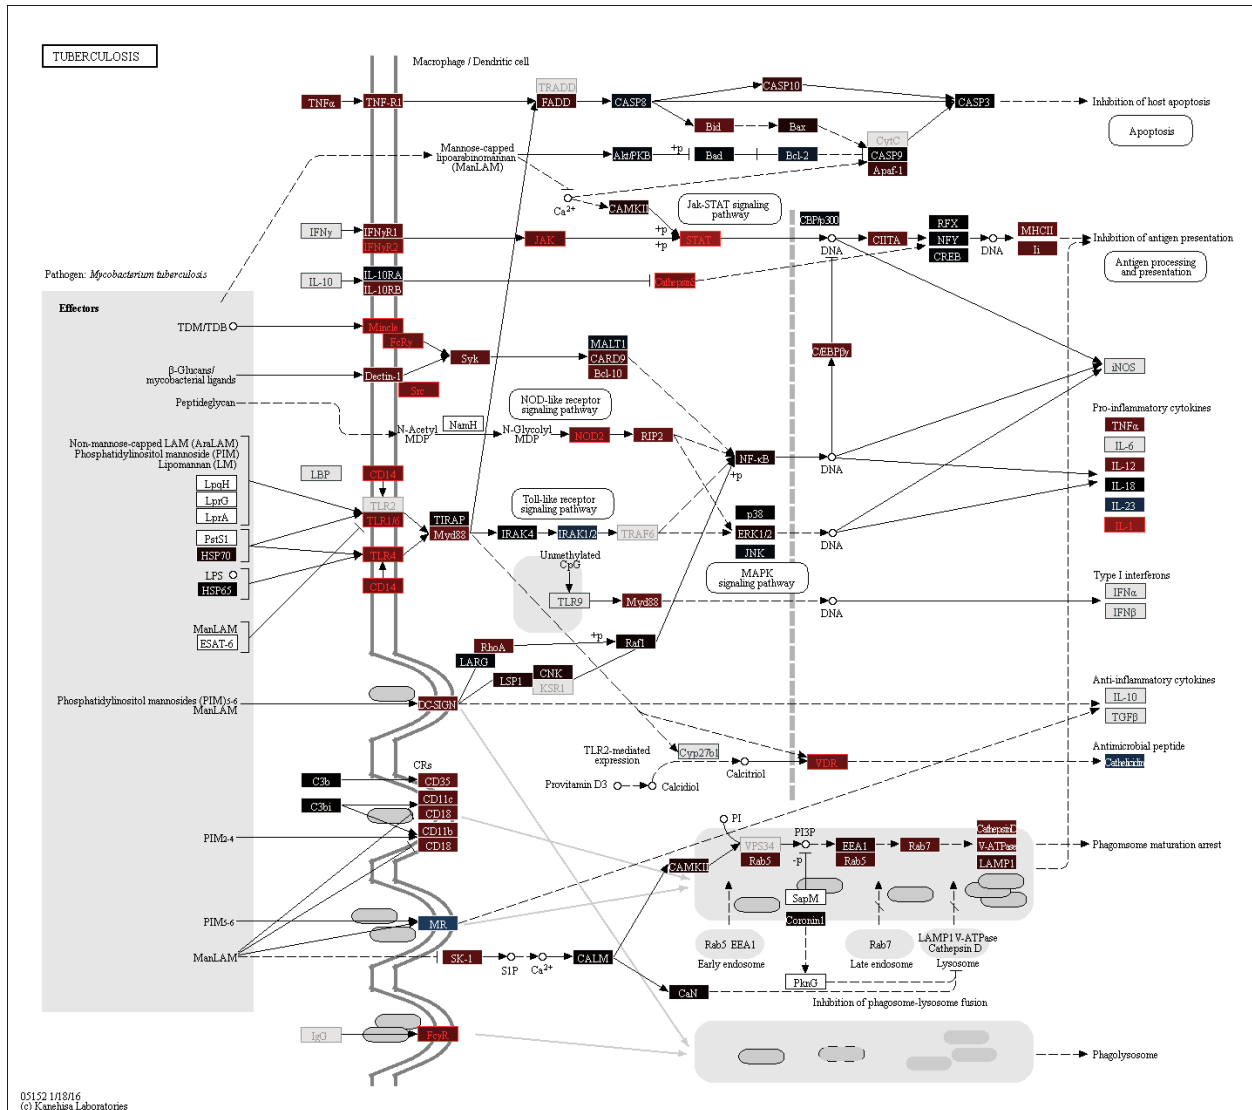 TUBERCULOSIS
Macrophage / Dendritic cell
TNFα
TNF-R1
TRADD
FADD
CASP8
CASP10
CASP3
Inhibition of host apoptosis
Apoptosis
Bid
Bax
CytC
CASP9
Apaf-1
Mannose-capped
lipoarabinomannan
(ManLAM)
Akt/PKB
+p
Bad
Bcl-2
Ca2+
CAMKII
Jak-STAT signaling
pathway
IFNγ
IFNγR1
IFNγR2
JAK
+p
+p
STAT
CBP/p300
DNA
CIITA
RFX
NFY
CREB
DNA
MHCII
Ii
Inhibition of antigen presentation
Antigen processing
and presentation
IL-10
IL-10RA
IL-10RB
CathepsinS
Pathogen: Mycobacterium tuberculosis
Effectors
TDM/TDB
Mincle
FcRγ
Syk
MALT1
CARD9
Bcl-10
C/EBPβγ
iNOS
β-Glucans/
mycobacterial ligands
Dectin-1
Src
Peptideglycan
N-Acetyl
MDP
NamH
N-Glycolyl
MDP
NOD-like receptor
signaling pathway
NOD2
RIP2
NF-κB
+p
DNA
Pro-inflammatory cytokines
TNFα
IL-6
IL-12
IL-18
IL-23
IL-1
Non-mannose-capped LAM (AraLAM)
Phosphatidylinositol mannoside (PIM)
Lipomannan (LM)
LpqH
LprG
LprA
PstS1
HSP70
LPS
HSP65
ManLAM
ESAT-6
LBP
CD14
TLR2
TLR1/6
TLR4
CD14
TIRAP
Myd88
Toll-like receptor
signaling pathway
IRAK4
IRAK1/2
TRAF6
p38
ERK1/2
JNK
DNA
MAPK
signaling pathway
Unmethylated
CpG
TLR9
Myd88
DNA
Type I interferons
IFNα
IFNβ
RhoA
LARG
+p
Raf1
LSP1
CNK
KSR1
Phosphatidylinositol mannosides (PIM)5-6
ManLAM
DC-SIGN
Anti-inflammatory cytokines
IL-10
TGFβ
TLR2-mediated
expression
Cyp27b1
Provitamin D3
Calcidiol
Calcitriol
VDR
Antimicrobial peptide
Cathelicidin
CRs
C3b
CD35
C3bi
CD11c
CD18
PIM2-4
CD11b
CD18
PI
VPS34
Rab5
PI3P
-p
EEA1
Rab5
Rab7
CathepsinD
V-ATPase
LAMP1
Phagomsome maturation arrest
CAMKII
SapM
Coronin1
PIM5-6
MR
Rab5 EEA1
Early endosome
Rab7
Late endosome
LAMP1V-ATPase
Cathepsin D
Lysosome
ManLAM
SK-1
S1P
Ca2+
CALM
CaN
PknG
Inhibition of phagosome-lysosome fusion
IgG
FcγR
Phagolysosome
05152 1/18/16
(c) Kanehisa Laboratories